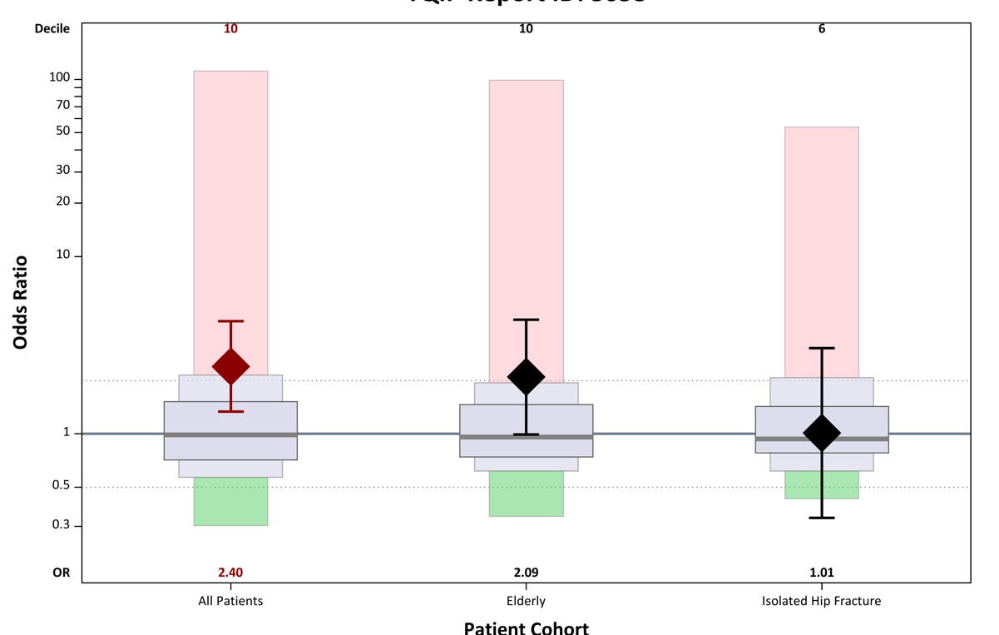 Decile 10 10 6
100
70
50
30
20
10
1
0.5
0.3
Odds Ratio
OR 2.40 2.09 1.01
All Patients Elderly Isolated Hip Fracture
Patient Cohort